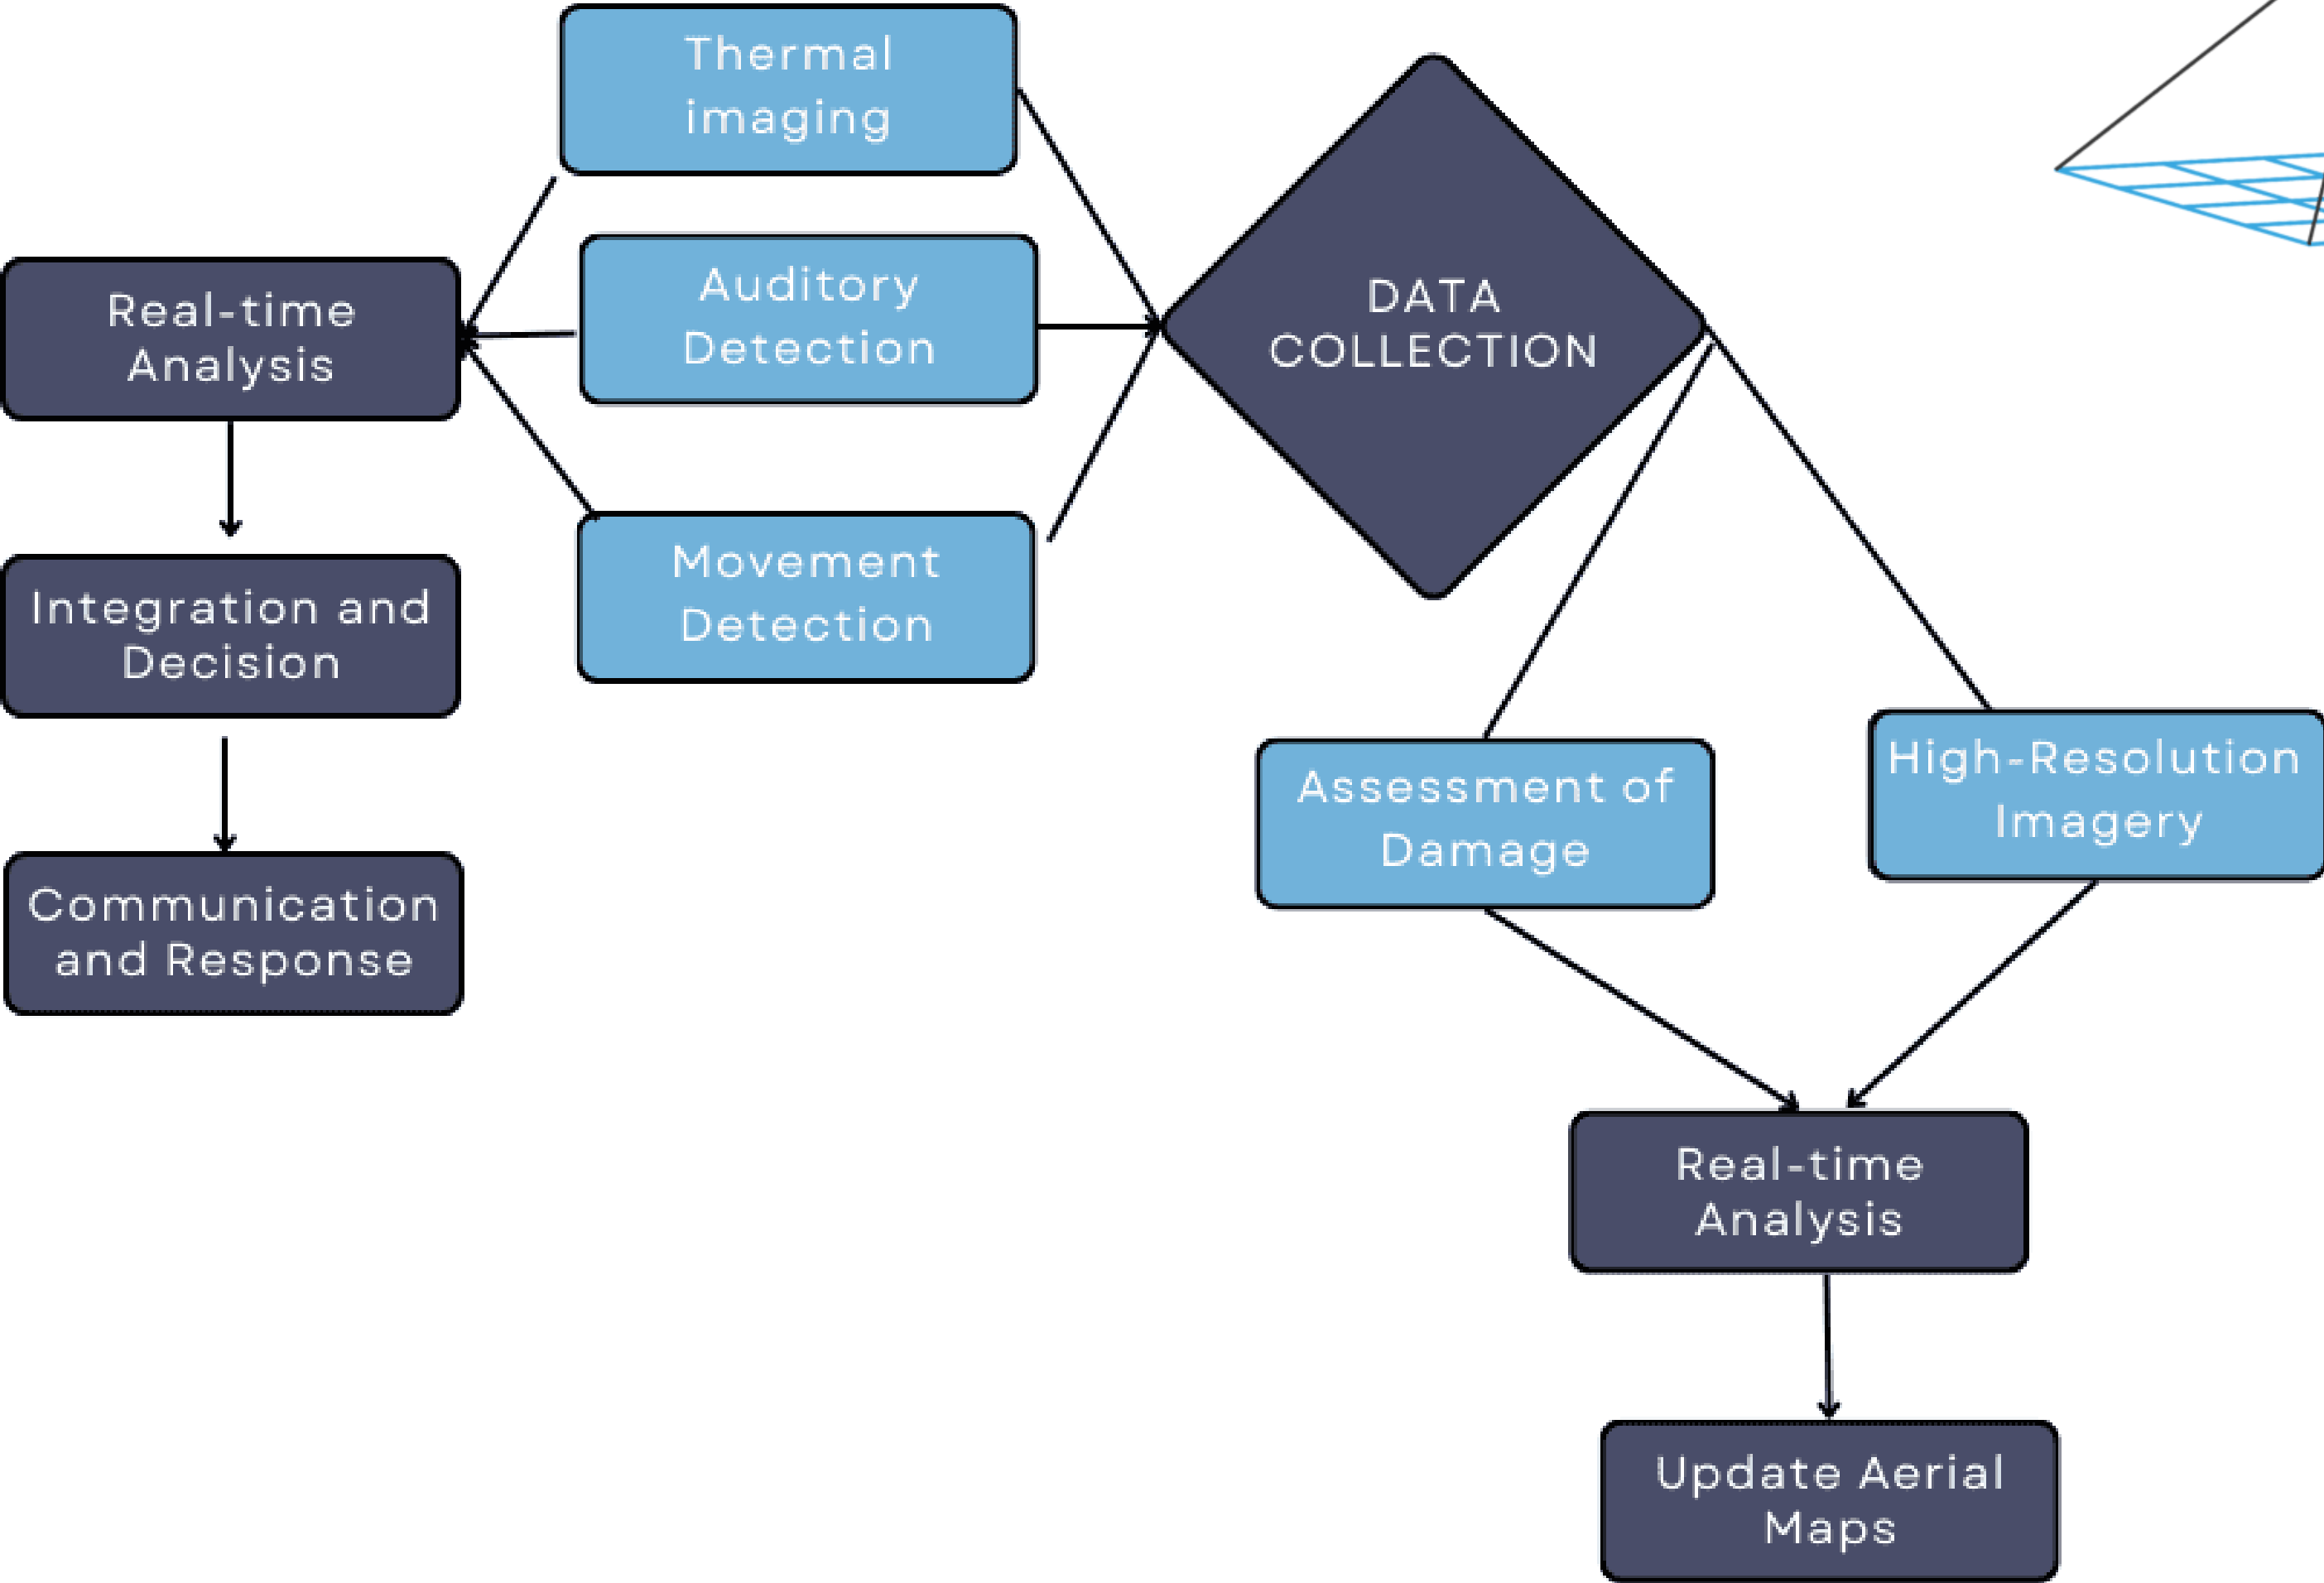 Thermal
imaging
Auditory
Detection
Movement
Detection
Real-time
Analysis
Integration and
Decision
Communication
and Response
DATA
COLLECTION
Assessment of
Damage
High-Resolution
Imagery
Real-time
Analysis
Update Aerial
Maps